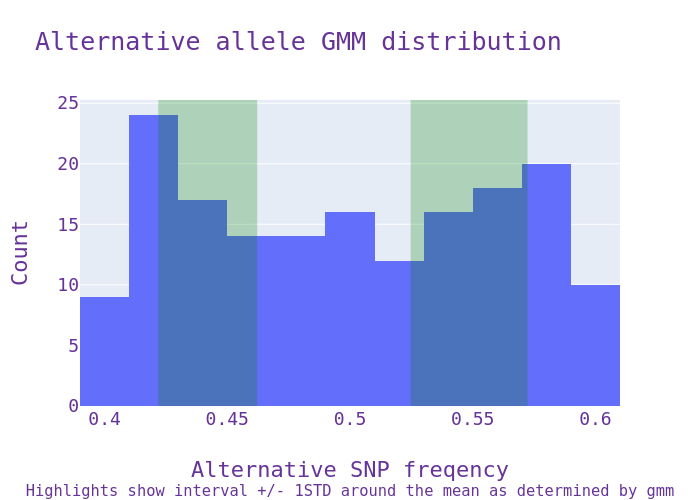 Alternative allele GMM distribution
25
20
15
10
5
0
Count
0.4 0.45 0.5 0.55 0.6
Alternative SNP freqency
Highlights show interval +/- 1STD around the mean as determined by gmm